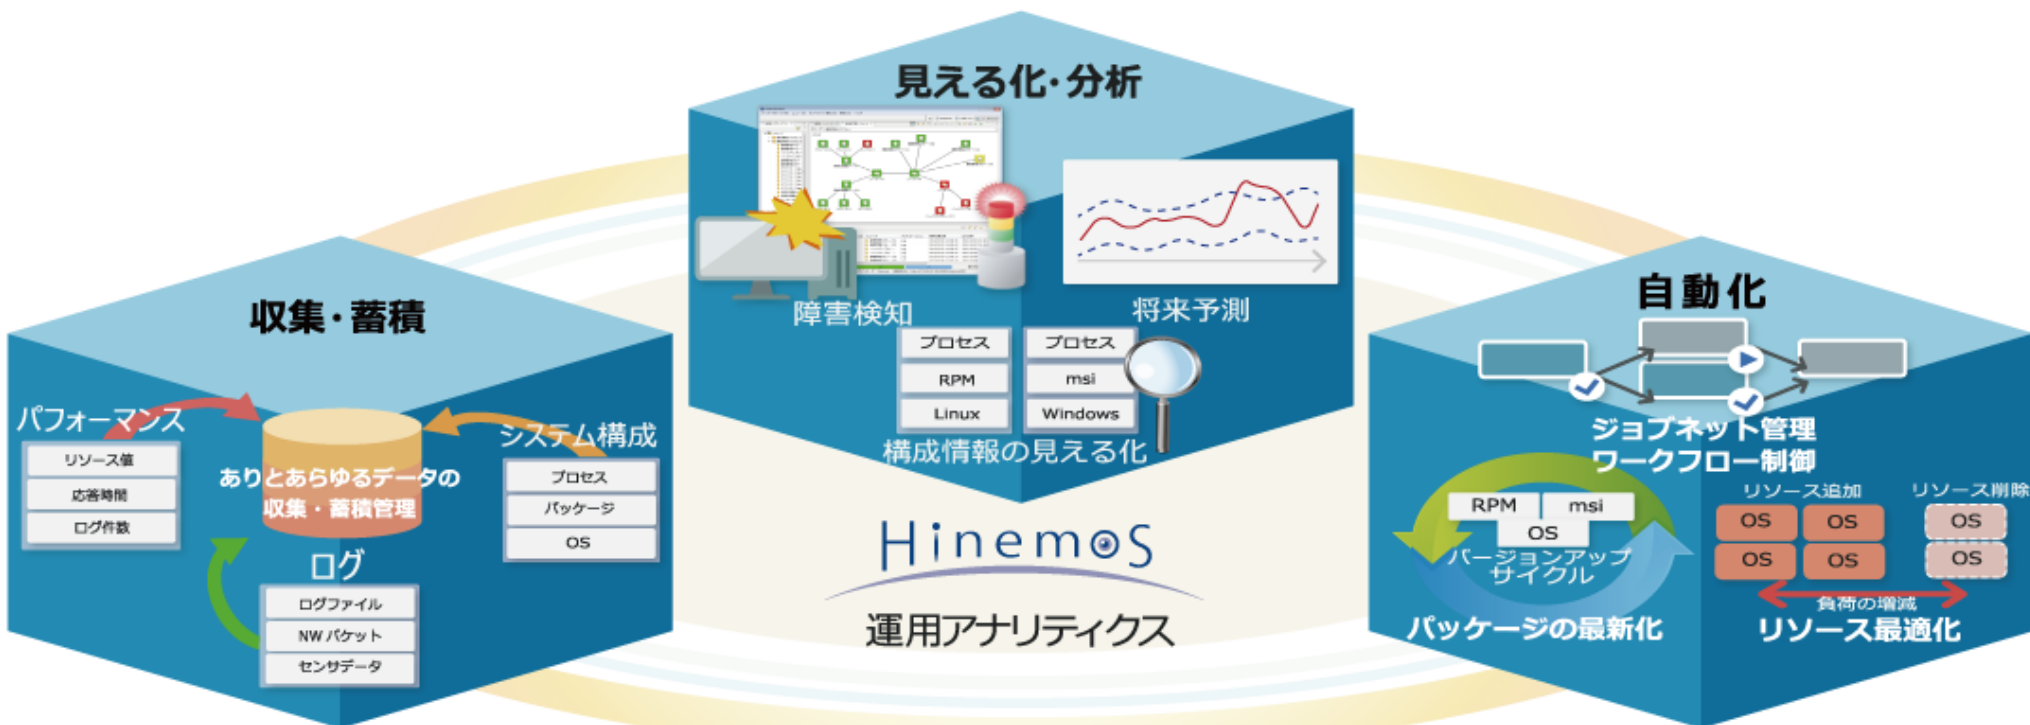 収集・蓄積
パフォーマンス
リソース値
応答時間
ログ件数
ありとあらゆるデータの
収集・蓄積管理
システム構成
プロセス
パッケージ
OS
ログ
ログファイル
NW パケット
センサデータ
見える化・分析
障害検知
将来予測
プロセス
RPM
Linux
プロセス
msi
Windows
構成情報の見える化
Hinemos
運用アナリティクス
自動化
ジョブネット管理
ワークフロー制御
RPM
msi
OS
バージョンアップ
サイクル
パッケージの最新化
リソース追加
OS
OS
OS
OS
リソース削除
OS
OS
負荷の増減
リソース最適化